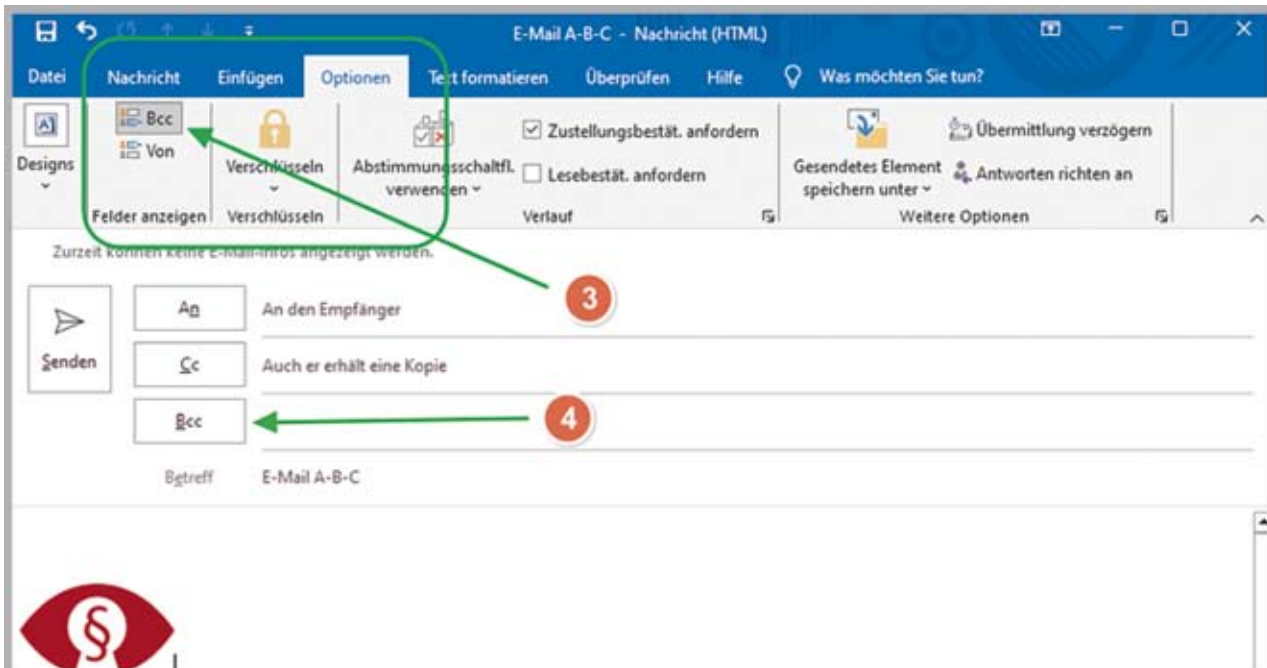 E-Mail A-B-C - Nachricht (HTML)
Datei Nachricht Einfügen Optionen Text formatieren Überprüfen Hilfe Was möchten Sie tun?
Designs
Bcc
Von
Felder anzeigen
Verschlüsseln
Verschlüsseln
Abstimmungsschaltfl.
verwenden
Zustellungsbestät. anfordern
Lesebestät. anfordern
Verlauf
Gesendetes Element
speichern unter
Übermittlung verzögern
Antworten richten an
Weitere Optionen
Zurzeit können keine E-Mail-Infos angezeigt werden.
3
Senden
An An den Empfänger
Cc Auch er erhält eine Kopie
Bcc
4
Betreff E-Mail A-B-C
§